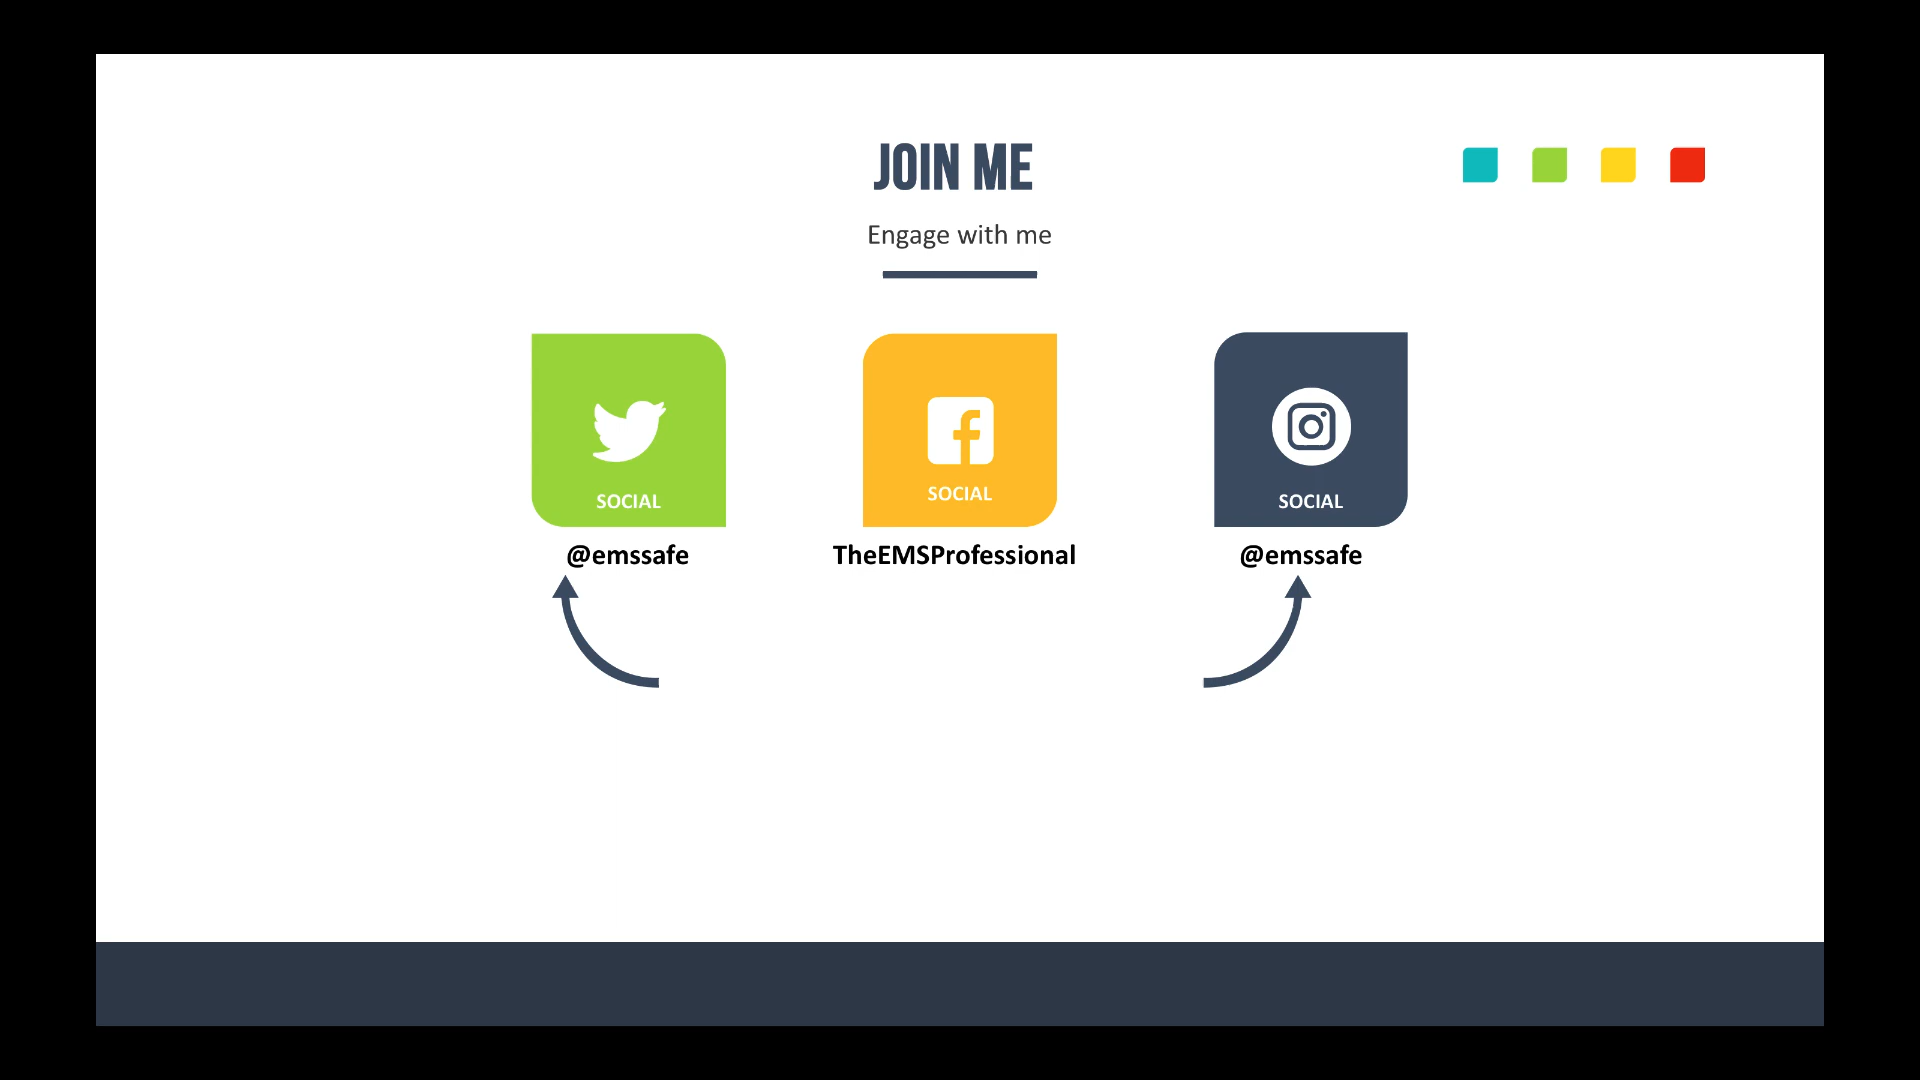 JOIN ME
Engage with me
SOCIAL
SOCIAL
SOCIAL
@emssafe
TheEMSProfessional
@emssafe